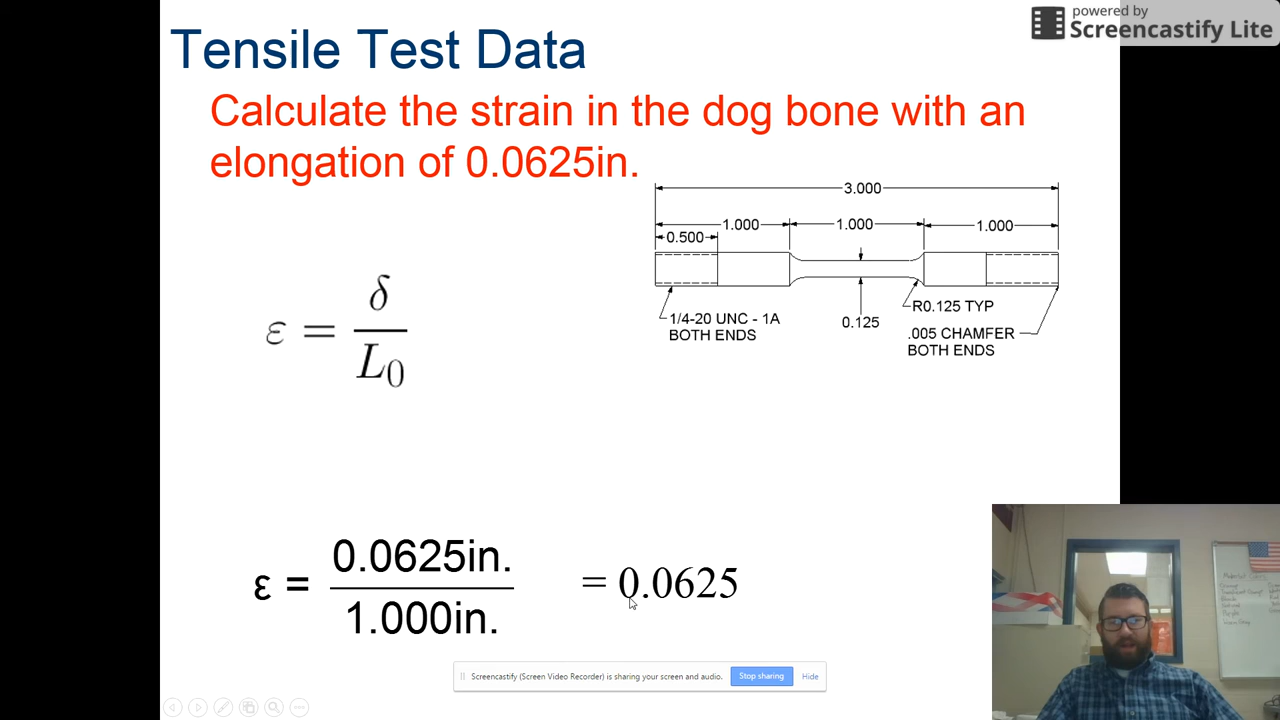 powered by
Screencastify Lite
Tensile Test Data
Calculate the strain in the dog bone with an
elongation of 0.0625in.
3.000
1.000 1.000 1.000
0.500
1/4-20 UNC - 1A
BOTH ENDS
0.125
R0.125 TYP
.005 CHAMFER
BOTH ENDS
ε = δ / L₀
ε = 0.0625in. / 1.000in. = 0.0625
Screencastify (Screen Video Recorder) is sharing your screen and audio. Stop sharing Hide